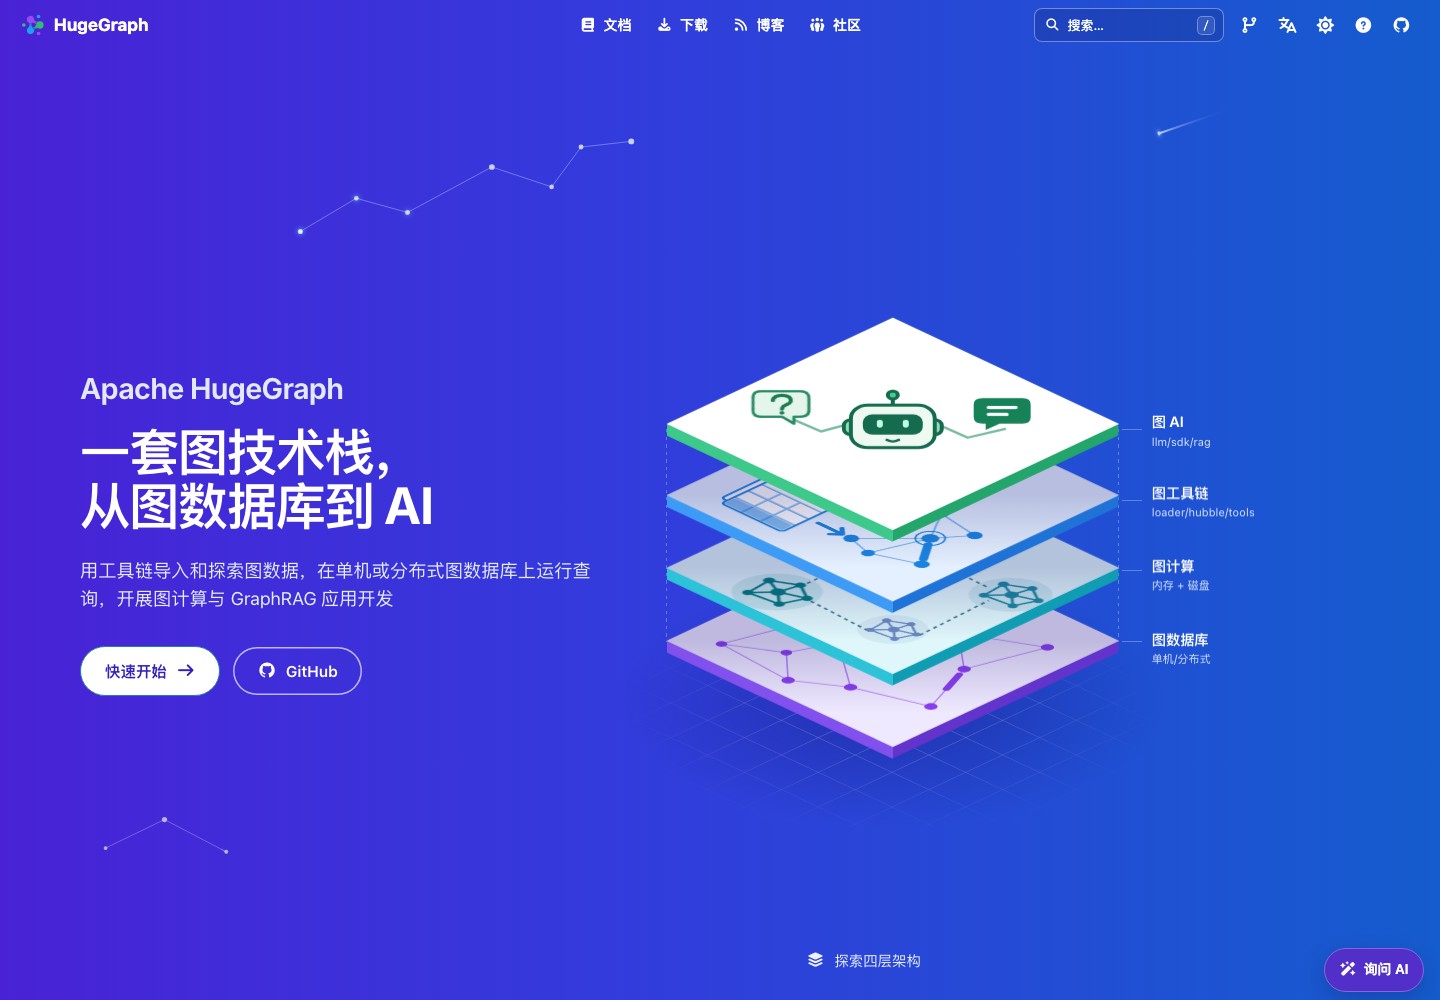 HugeGraph
文档
下载
博客
社区
搜索...
/
Apache HugeGraph
一套图技术栈，
从图数据库到 AI
用工具链导入和探索图数据，在单机或分布式图数据库上运行查
询，开展图计算与 GraphRAG 应用开发
快速开始
GitHub
?
图 AI
llm/sdk/rag
图工具链
loader/hubble/tools
图计算
内存 + 磁盘
图数据库
单机/分布式
探索四层架构
询问 AI